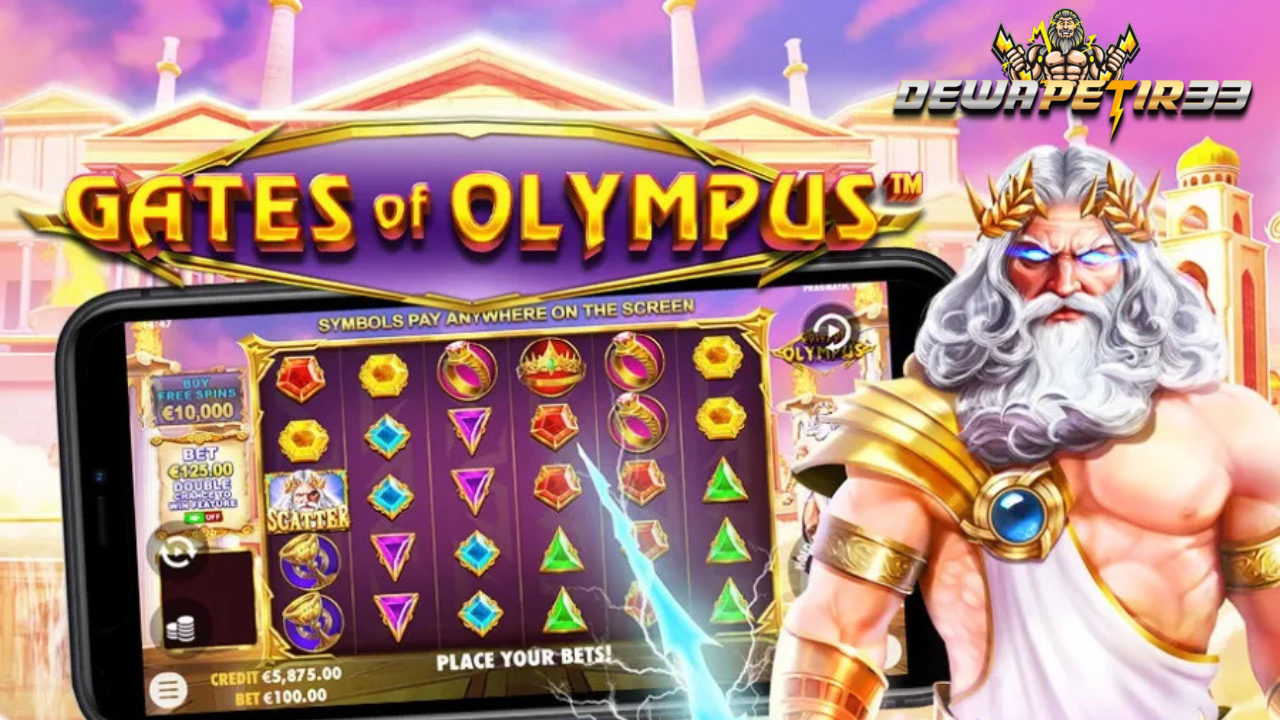 DEWAPETIR33
GATES of OLYMPUS™
SYMBOLS PAY ANYWHERE ON THE SCREEN
BUY
FREE SPINS
€10,000
BET
€125.00
DOUBLE
CHANCE TO
WIN FEATURE
OFF
OLYMPUS
SCATTER
PLACE YOUR BETS!
CREDIT €5,875.00
BET €100.00